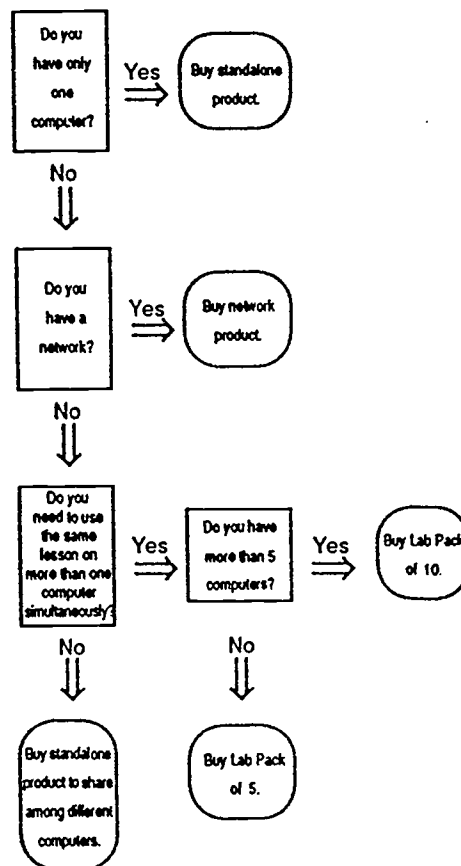 Do you
have only
one
computer?
Yes
Buy standalone
product.
No
Do you
have a
network?
Yes
Buy network
product.
No
Do you
need to use
the same
lesson on
more than one
computer
simultaneously?
Yes
Do you have
more than 5
computers?
Yes
Buy Lab Pack
of 10.
No
No
Buy standalone
product to share
among different
computers.
Buy Lab Pack
of 5.